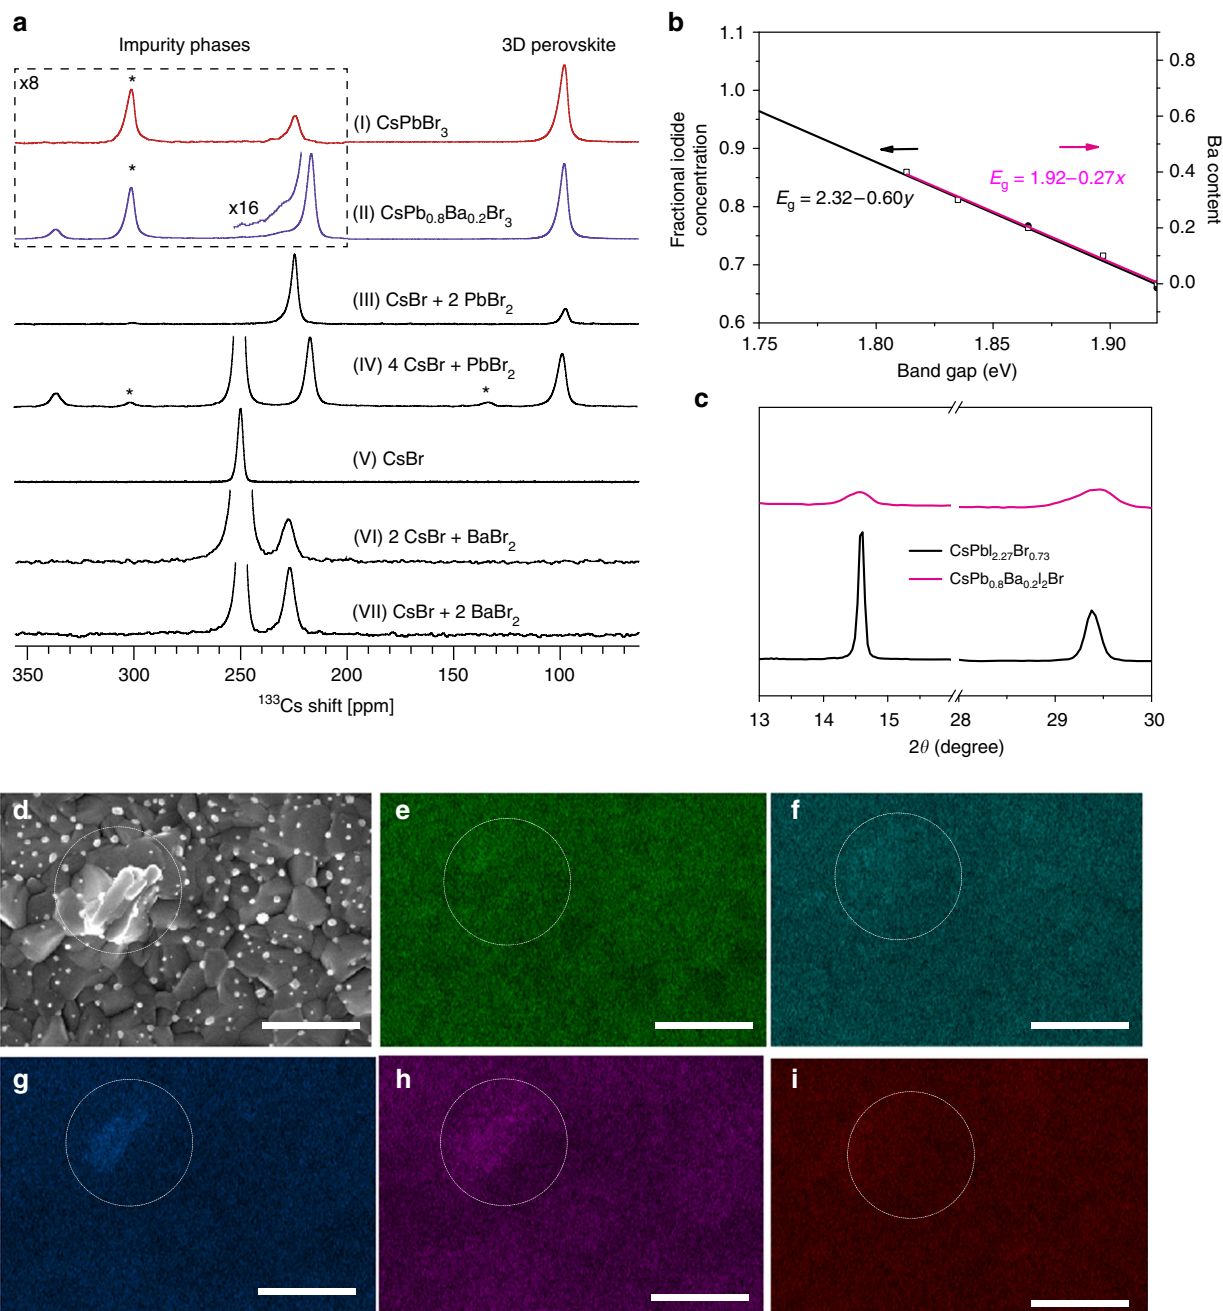 a
Impurity phases
3D perovskite
x8
*
(I) CsPbBr3
*
x16
(II) CsPb0.8Ba0.2Br3
(III) CsBr + 2 PbBr2
(IV) 4 CsBr + PbBr2
*
*
(V) CsBr
(VI) 2 CsBr + BaBr2
(VII) CsBr + 2 BaBr2
350 300 250 200 150 100
133Cs shift [ppm]
b
1.1
1.0
0.9
0.8
0.7
0.6
Fractional iodide
concentration
0.8
0.6
0.4
0.2
0.0
Ba content
Eg = 1.92−0.27x
Eg = 2.32−0.60y
1.75 1.80 1.85 1.90
Band gap (eV)
c
CsPbI2.27Br0.73
CsPb0.8Ba0.2I2Br
13 14 15 28 29 30
2θ (degree)
d
e
f
g
h
i